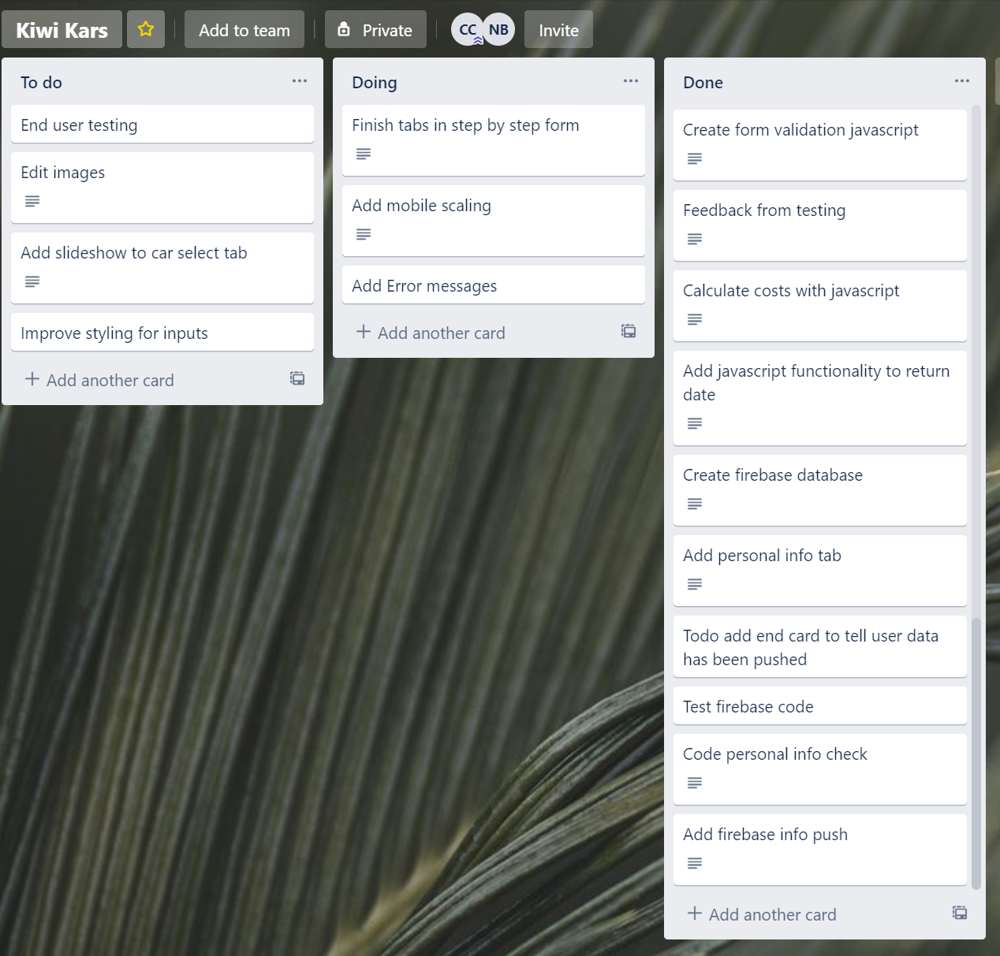 Kiwi Kars
Add to team
Private
CC
NB
Invite
To do
End user testing
Edit images
Add slideshow to car select tab
Improve styling for inputs
Add another card
Doing
Finish tabs in step by step form
Add mobile scaling
Add Error messages
Add another card
Done
Create form validation javascript
Feedback from testing
Calculate costs with javascript
Add javascript functionality to return
date
Create firebase database
Add personal info tab
Todo add end card to tell user data
has been pushed
Test firebase code
Code personal info check
Add firebase info push
Add another card